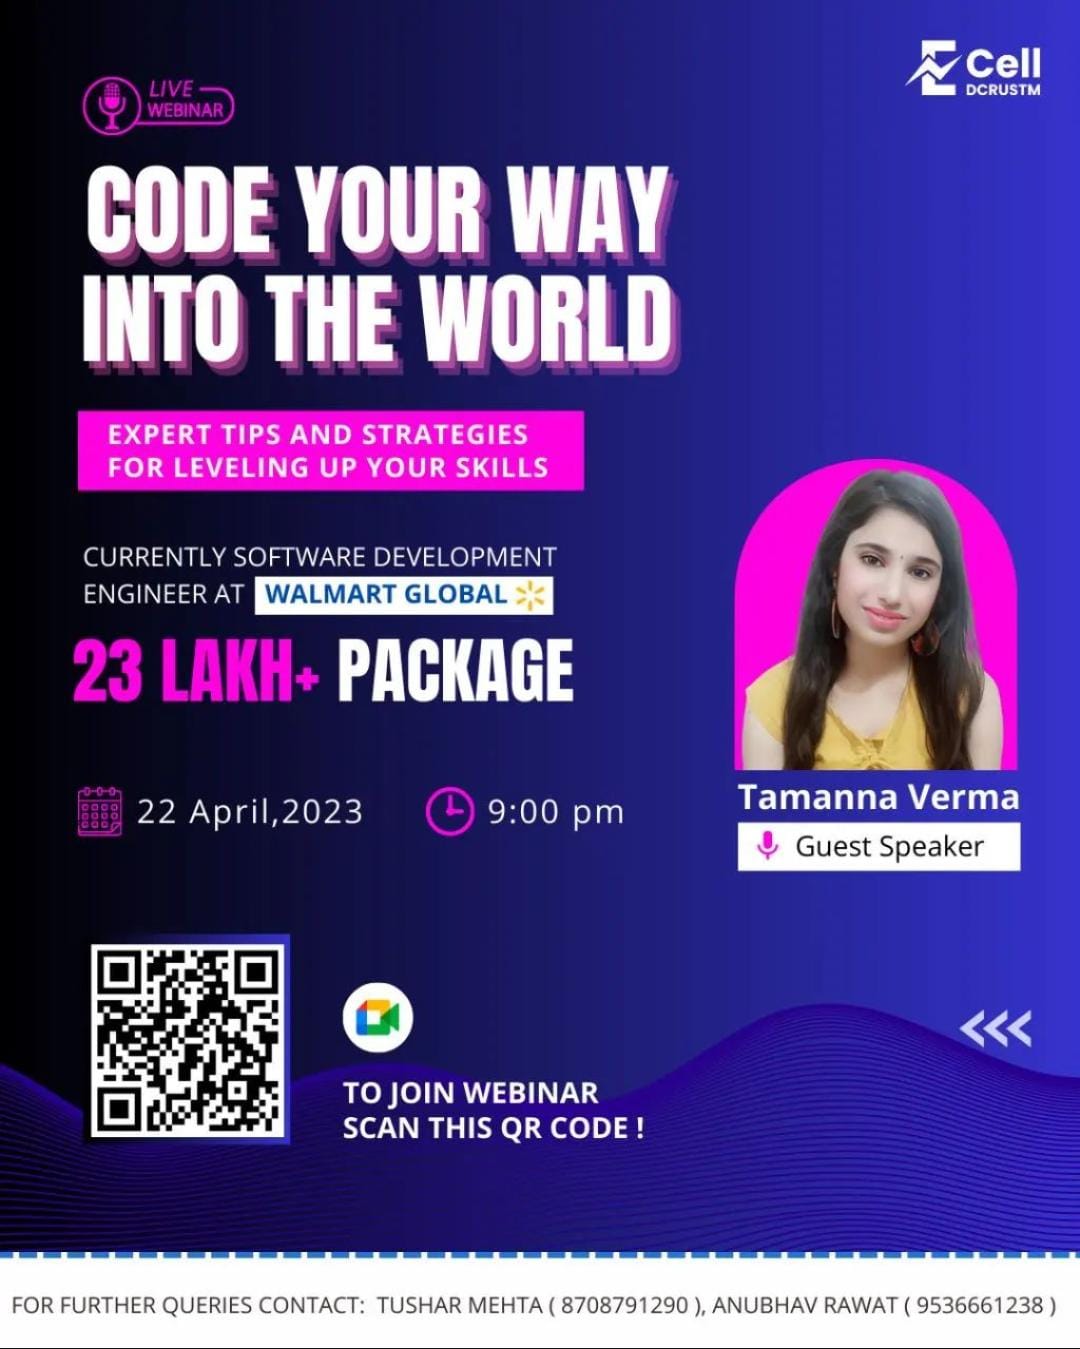 LIVE
WEBINAR
E Cell
DCRUSTM
CODE YOUR WAY
INTO THE WORLD
EXPERT TIPS AND STRATEGIES
FOR LEVELING UP YOUR SKILLS
CURRENTLY SOFTWARE DEVELOPMENT
ENGINEER AT WALMART GLOBAL
23 LAKH+ PACKAGE
22 April,2023 9:00 pm
Tamanna Verma
Guest Speaker
TO JOIN WEBINAR
SCAN THIS QR CODE !
FOR FURTHER QUERIES CONTACT: TUSHAR MEHTA ( 8708791290 ), ANUBHAV RAWAT ( 9536661238 )